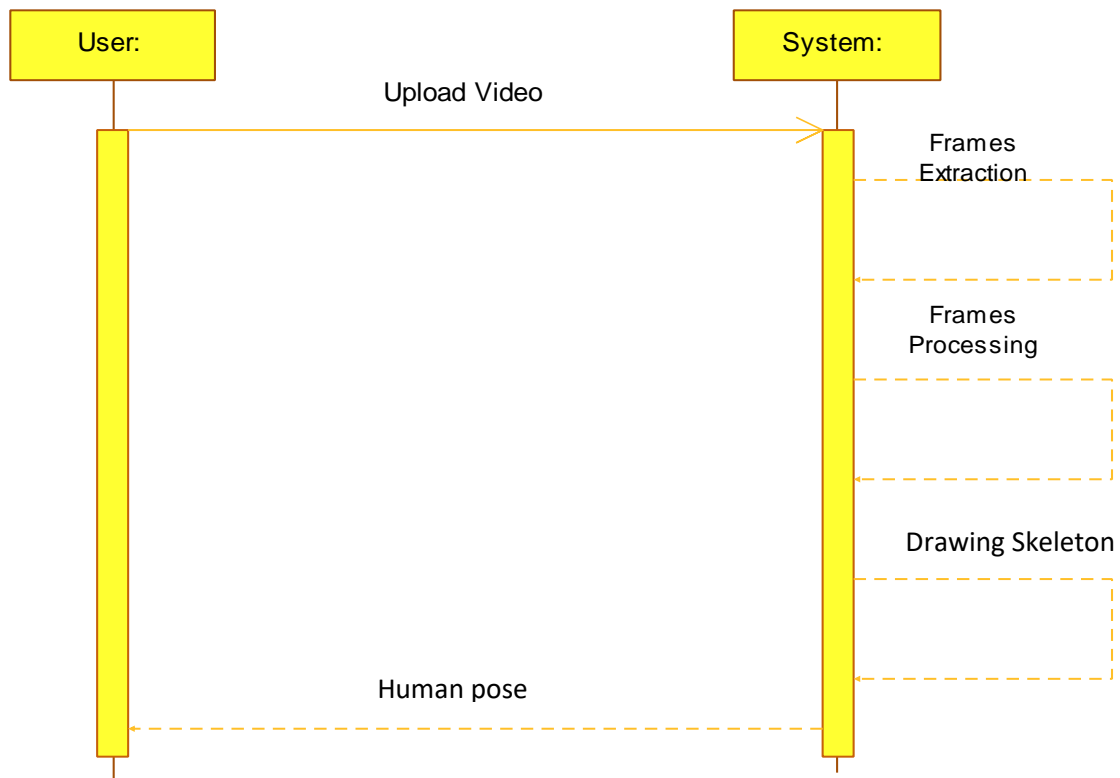 User:
System:
Upload Video
Frames
Extraction
Frames
Processing
Drawing Skeleton
Human pose